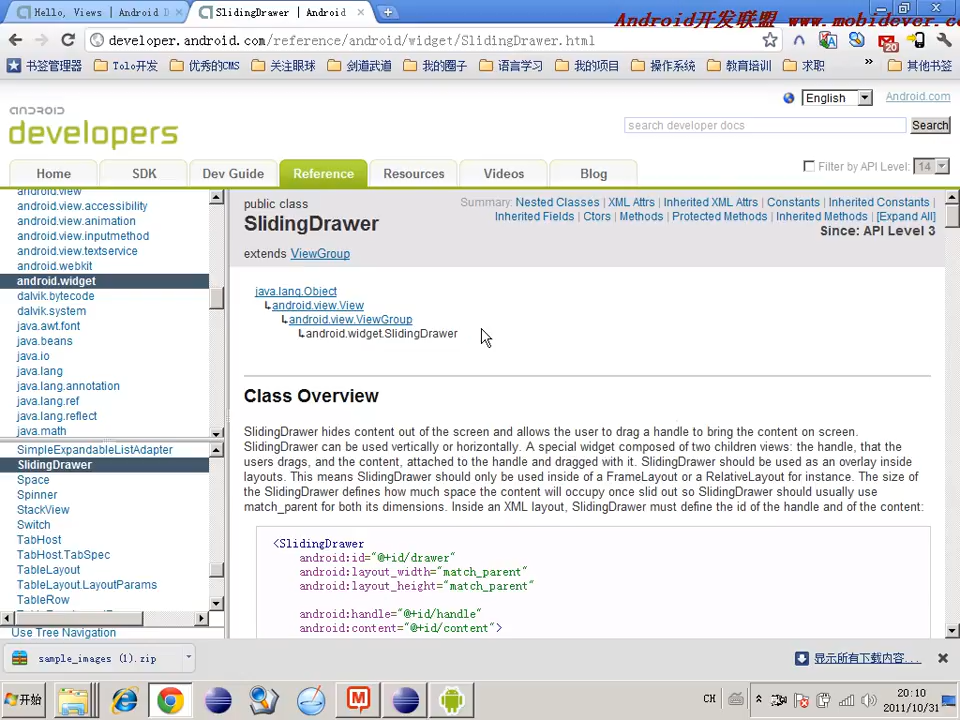 Hello, Views | Android D
SlidingDrawer | Android
Android开发联盟 www.mobidever.co
developer.android.com/reference/android/widget/SlidingDrawer.html
20
书签管理器
Tolo开发
优秀的CMS
关注眼球
剑道武道
我的圈子
语言学习
我的项目
操作系统
教育培训
求职
»
其他书签
English
Android.com
android
developers
search developer docs
Search
Home
SDK
Dev Guide
Reference
Resources
Videos
Blog
Filter by API Level:
14
android.view
android.view.accessibility
android.view.animation
android.view.inputmethod
android.view.textservice
android.webkit
android.widget
dalvik.bytecode
dalvik.system
java.awt.font
java.beans
java.io
java.lang
java.lang.annotation
java.lang.ref
java.lang.reflect
java.math
SimpleExpandableListAdapter
SlidingDrawer
Space
Spinner
StackView
Switch
TabHost
TabHost.TabSpec
TableLayout
TableLayout.LayoutParams
TableRow
Use Tree Navigation
public class
SlidingDrawer
extends ViewGroup
Summary: Nested Classes | XML Attrs | Inherited XML Attrs | Constants | Inherited Constants |
Inherited Fields | Ctors | Methods | Protected Methods | Inherited Methods | [Expand All]
Since: API Level 3
java.lang.Object
↳android.view.View
↳android.view.ViewGroup
↳android.widget.SlidingDrawer
Class Overview
SlidingDrawer hides content out of the screen and allows the user to drag a handle to bring the content on screen.
SlidingDrawer can be used vertically or horizontally. A special widget composed of two children views: the handle, that the
users drags, and the content, attached to the handle and dragged with it. SlidingDrawer should be used as an overlay inside
layouts. This means SlidingDrawer should only be used inside of a FrameLayout or a RelativeLayout for instance. The size of
the SlidingDrawer defines how much space the content will occupy once slid out so SlidingDrawer should usually use
match_parent for both its dimensions. Inside an XML layout, SlidingDrawer must define the id of the handle and of the content:
<SlidingDrawer
android:id="@+id/drawer"
android:layout_width="match_parent"
android:layout_height="match_parent"
android:handle="@+id/handle"
android:content="@+id/content">
sample_images (1).zip
显示所有下载内容...
开始
CH
20:10
2011/10/31